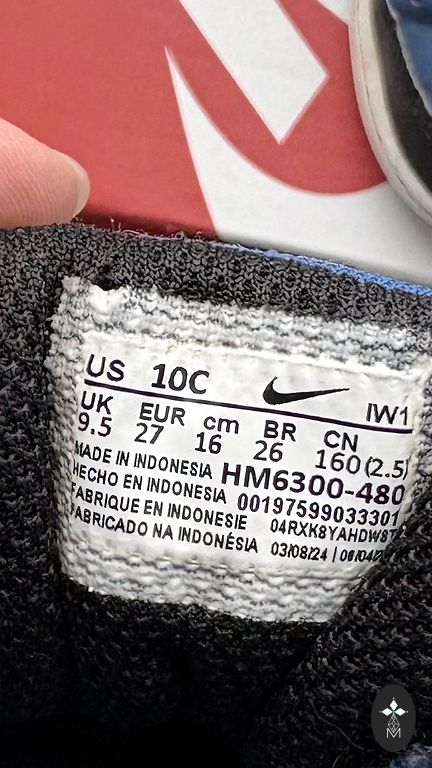 US 10C IW1
UK EUR cm BR CN
9.5 27 16 26 160 (2.5)
MADE IN INDONESIA HM6300-480
HECHO EN INDONESIA 00197599033301
FABRIQUE EN INDONESIE
FABRICADO NA INDONÉSIA 03/08/24 |
M